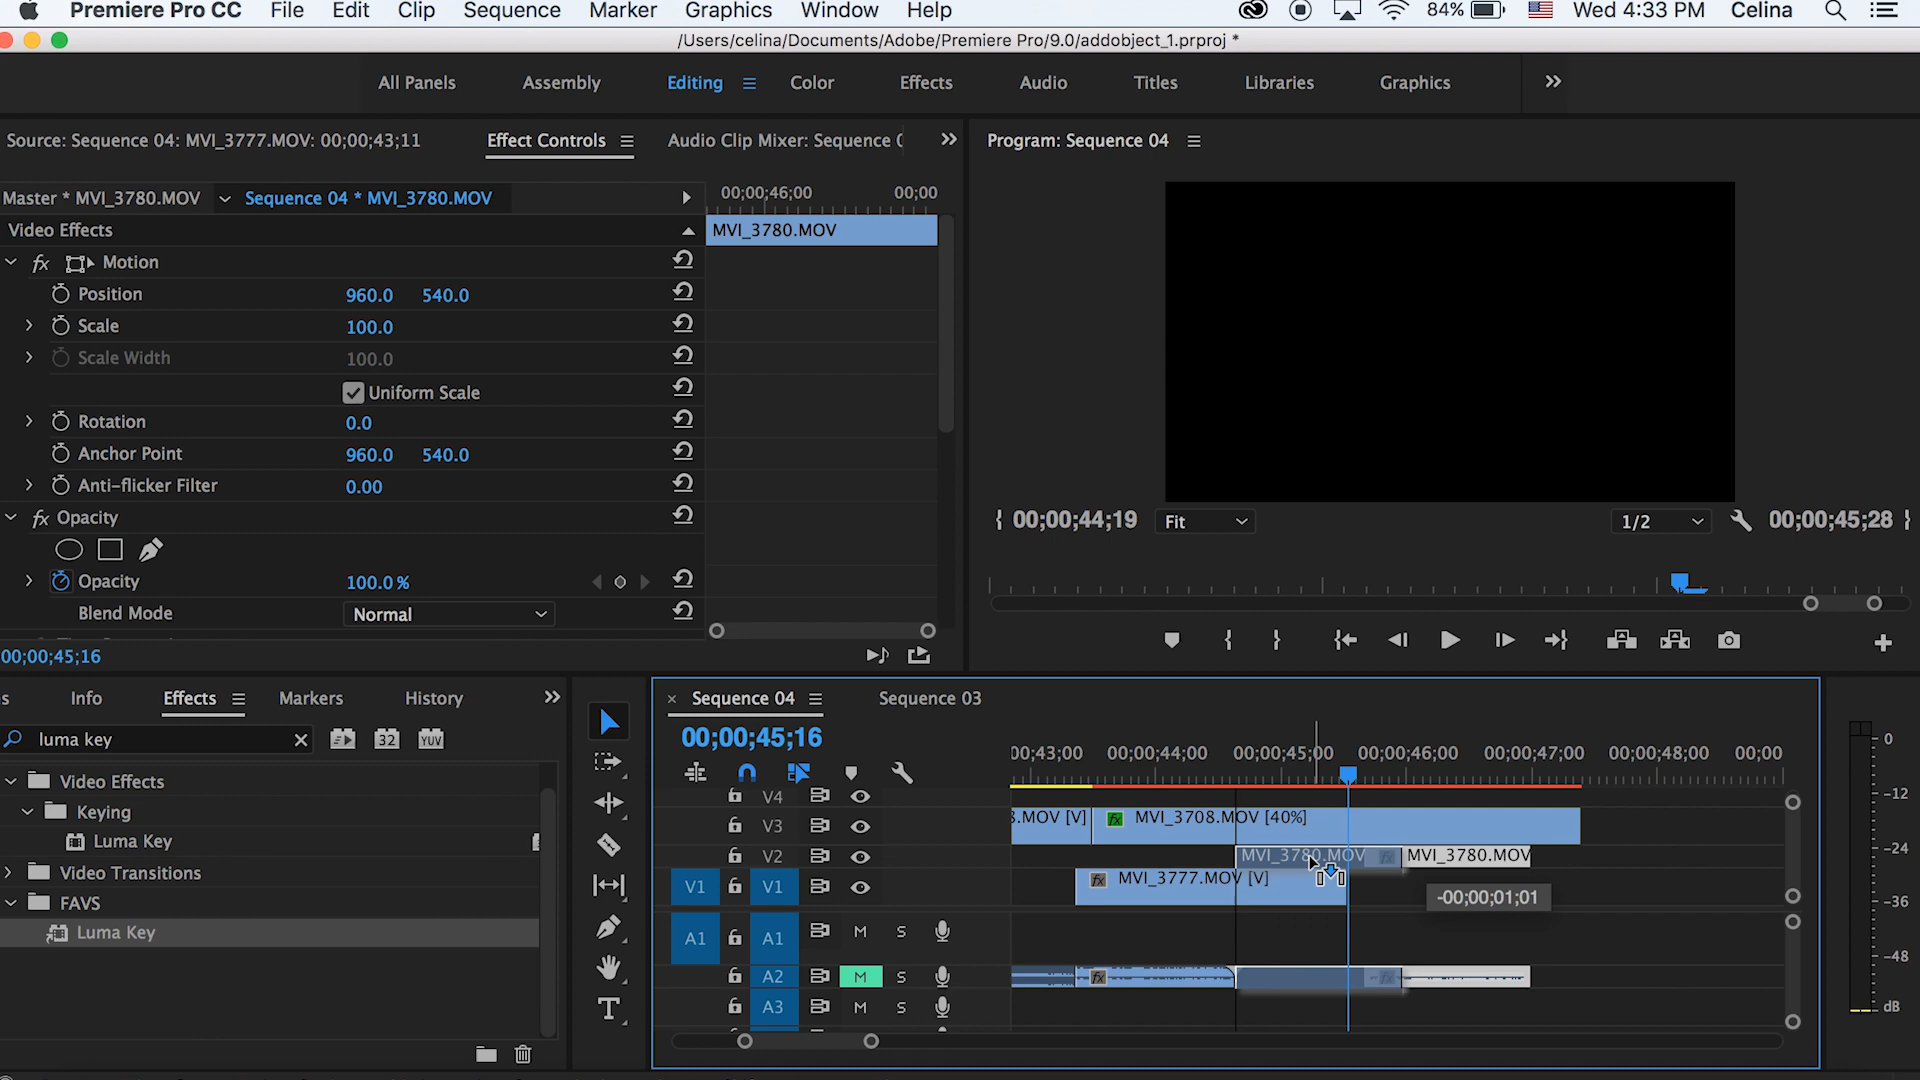 Premiere Pro CC File Edit Clip Sequence Marker Graphics Window Help 84% Wed 4:33 PM Celina
/Users/celina/Documents/Adobe/Premiere Pro/9.0/addobject_1.prproj *
All Panels Assembly Editing Color Effects Audio Titles Libraries Graphics
Source: Sequence 04: MVI_3777.MOV: 00;00;43;11 Effect Controls Audio Clip Mixer: Sequence Program: Sequence 04
Master * MVI_3780.MOV Sequence 04 * MVI_3780.MOV 00;00;46;00 00;00
Video Effects MVI_3780.MOV
fx Motion
Position 960.0 540.0
Scale 100.0
Scale Width 100.0
Uniform Scale
Rotation 0.0
Anchor Point 960.0 540.0
Anti-flicker Filter 0.00
fx Opacity
Opacity 100.0 %
Blend Mode Normal
00;00;44;19 Fit 1/2 00;00;45;28
00;00;45;16
s Info Effects Markers History
luma key 32 YUV
Video Effects
Keying
Luma Key
Video Transitions
FAVS
Luma Key
T
Sequence 04 Sequence 03
00;00;45;16
00;43;00 00;00;44;00 00;00;45;00 00;00;46;00 00;00;47;00 00;00;48;00 00;00
V4
V3 3.MOV [V] fx MVI_3708.MOV [40%]
V2 MVI_3780.MOV fx MVI_3780.MOV
V1 V1 fx MVI_3777.MOV [V]
-00;00;01;01
A1 A1 M S
A2 M S fx fx
A3 M S
0
-12
-24
-36
-48
dB